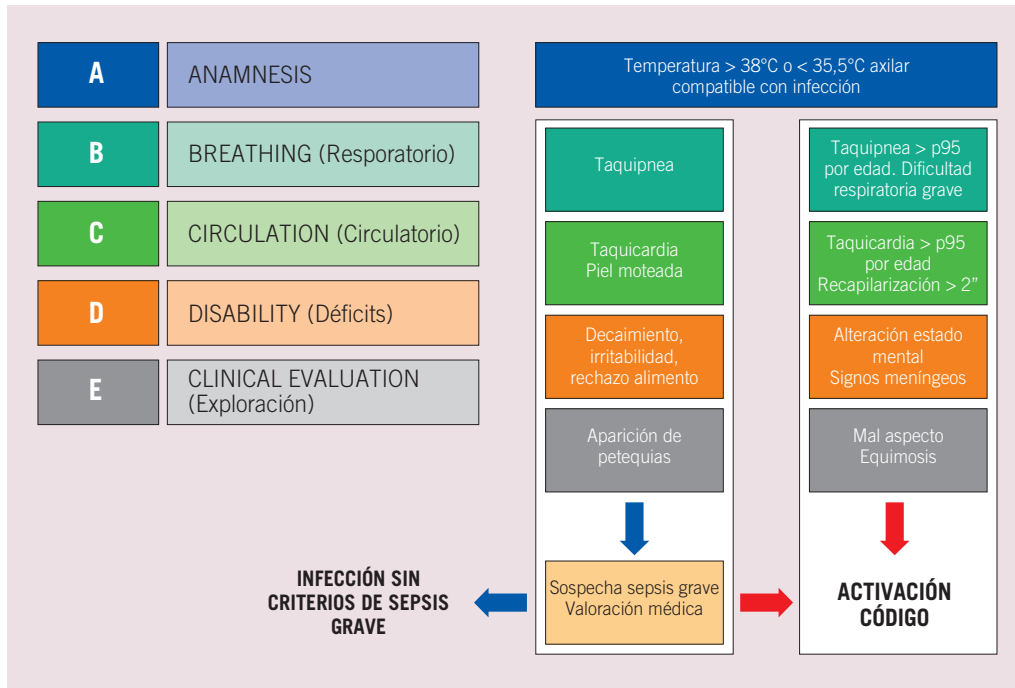 A
ANAMNESIS
B
BREATHING (Resporatorio)
C
CIRCULATION (Circulatorio)
D
DISABILITY (Déficits)
E
CLINICAL EVALUATION
(Exploración)
Temperatura > 38°C o < 35,5°C axilar
compatible con infección
Taquipnea
Taquicardia
Piel moteada
Decaimiento,
irritabilidad,
rechazo alimento
Aparición de
petequias
Taquipnea > p95
por edad. Dificultad
respiratoria grave
Taquicardia > p95
por edad
Recapilarización > 2”
Alteración estado
mental
Signos meníngeos
Mal aspecto
Equimosis
INFECCIÓN SIN
CRITERIOS DE SEPSIS
GRAVE
Sospecha sepsis grave
Valoración médica
ACTIVACIÓN
CÓDIGO